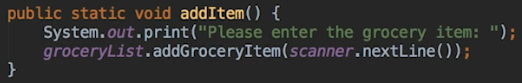 public static void addItem() {
    System.out.print("Please enter the grocery item: ");
    groceryList.addGroceryItem(scanner.nextLine());
}